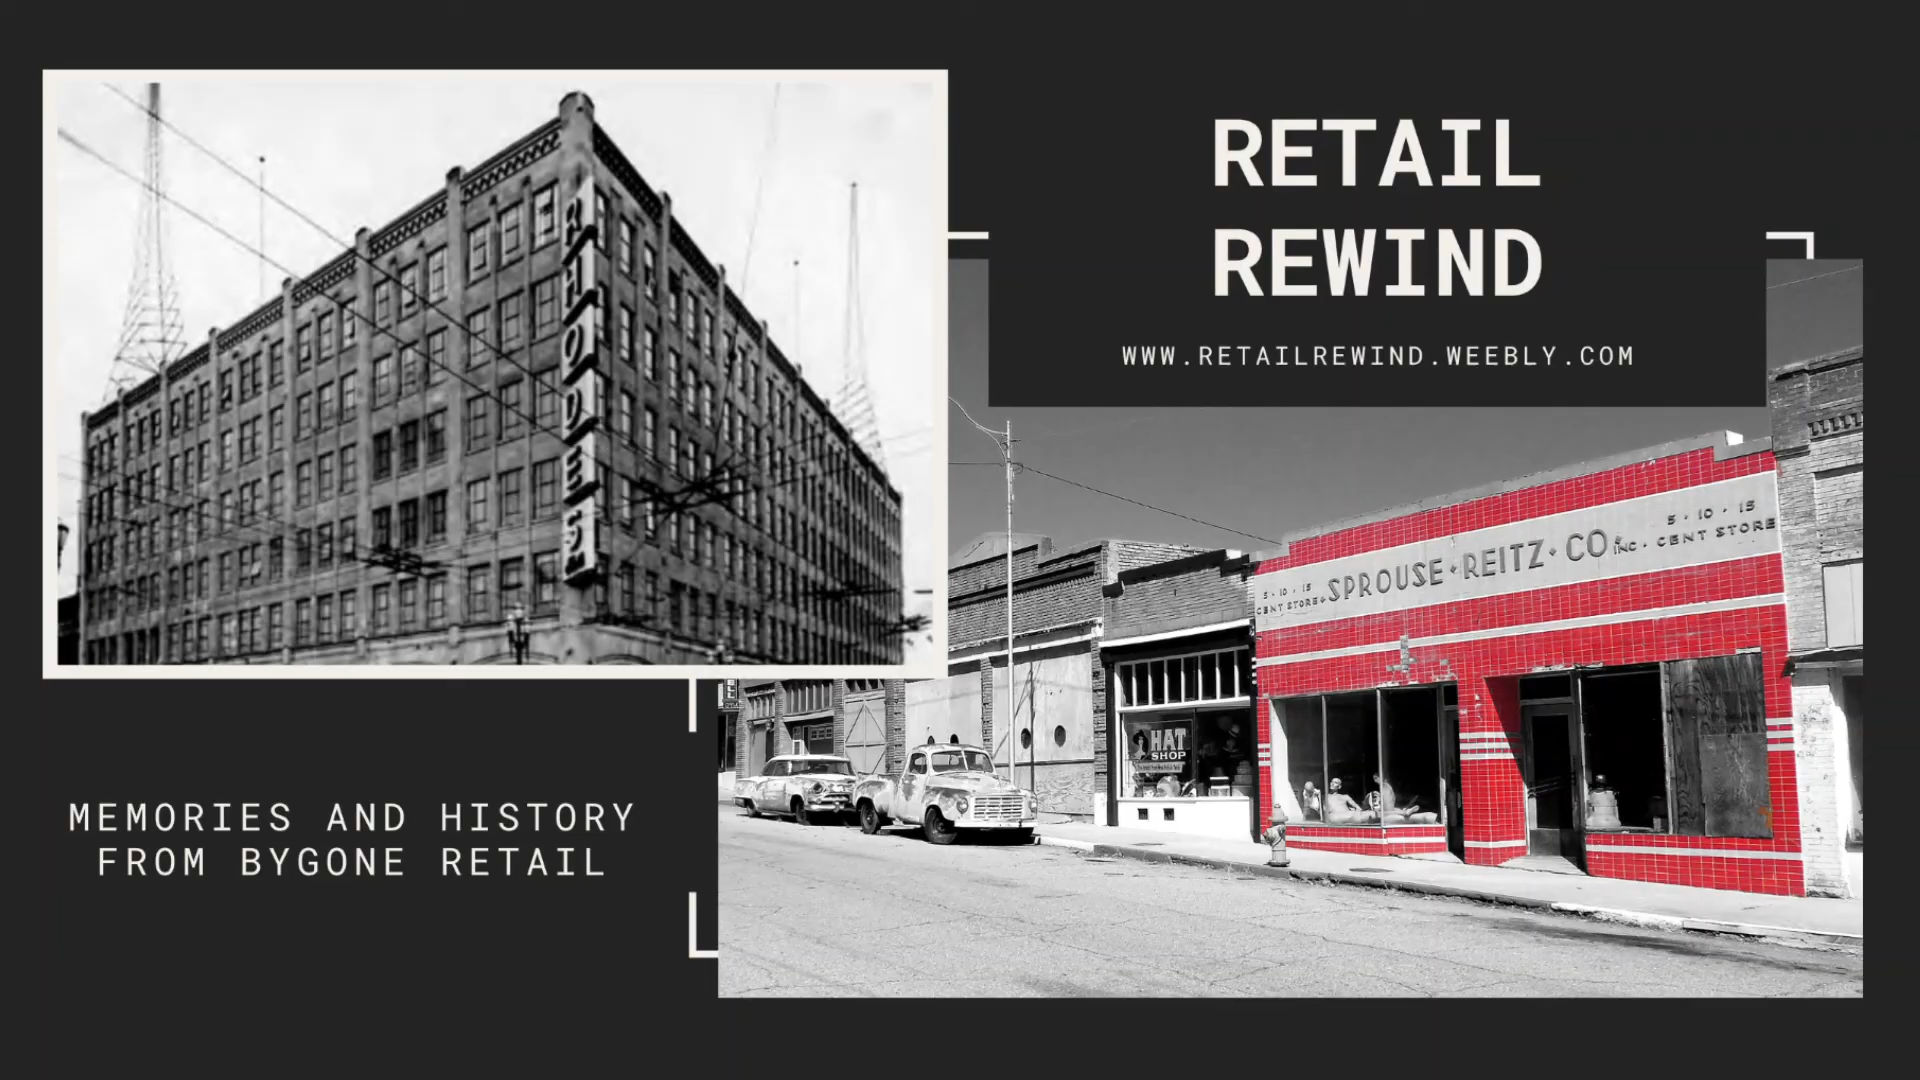 RETAIL
REWIND
WWW.RETAILREWIND.WEEBLY.COM
RHODES
5 · 10 · 15
CENT STORE
SPROUSE · REITZ · CO INC ·
5 · 10 · 15
CENT STORE
HAT
SHOP
MEMORIES AND HISTORY
FROM BYGONE RETAIL